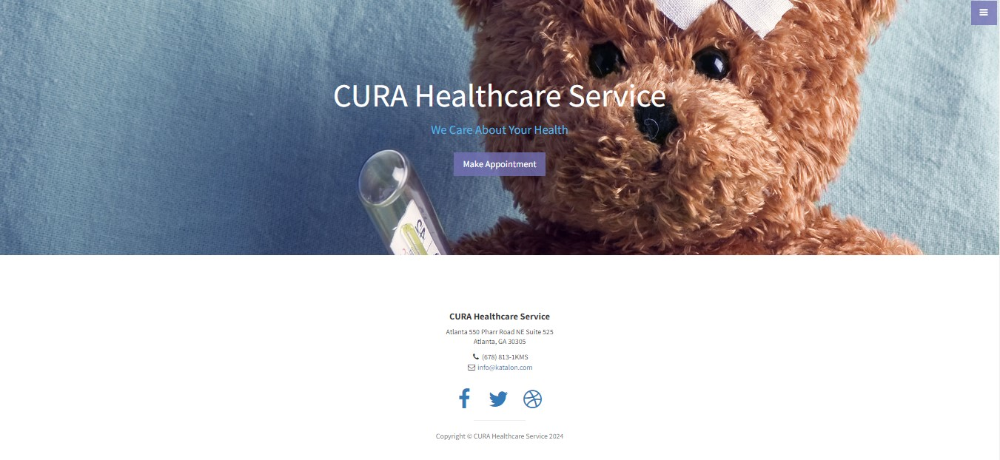 CURA Healthcare Service
We Care About Your Health
Make Appointment
CURA Healthcare Service
Atlanta 550 Pharr Road NE Suite 525
Atlanta, GA 30305
(678) 813-1KMS
info@katalon.com
Copyright © CURA Healthcare Service 2024